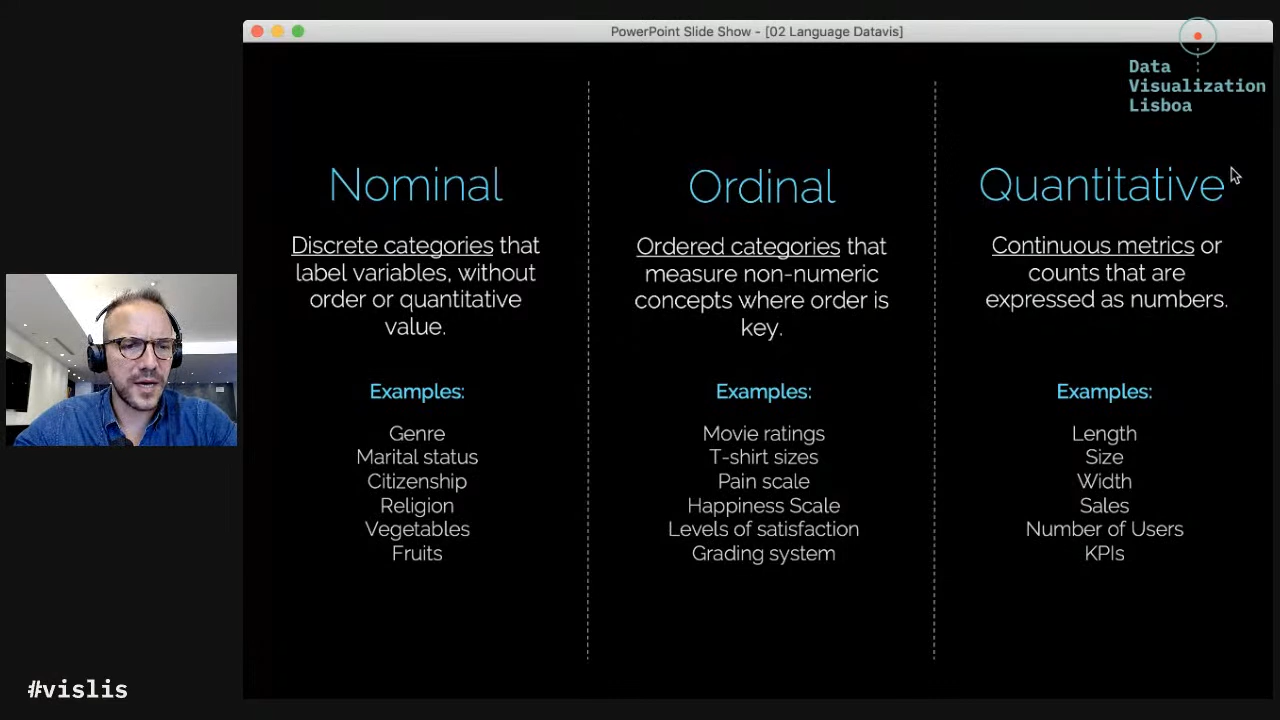 PowerPoint Slide Show - [02 Language Datavis]
Data
Visualization
Lisboa
Nominal
Discrete categories that
label variables, without
order or quantitative
value.
Examples:
Genre
Marital status
Citizenship
Religion
Vegetables
Fruits
Ordinal
Ordered categories that
measure non-numeric
concepts where order is
key.
Examples:
Movie ratings
T-shirt sizes
Pain scale
Happiness Scale
Levels of satisfaction
Grading system
Quantitative
Continuous metrics or
counts that are
expressed as numbers.
Examples:
Length
Size
Width
Sales
Number of Users
KPIs
#vislis